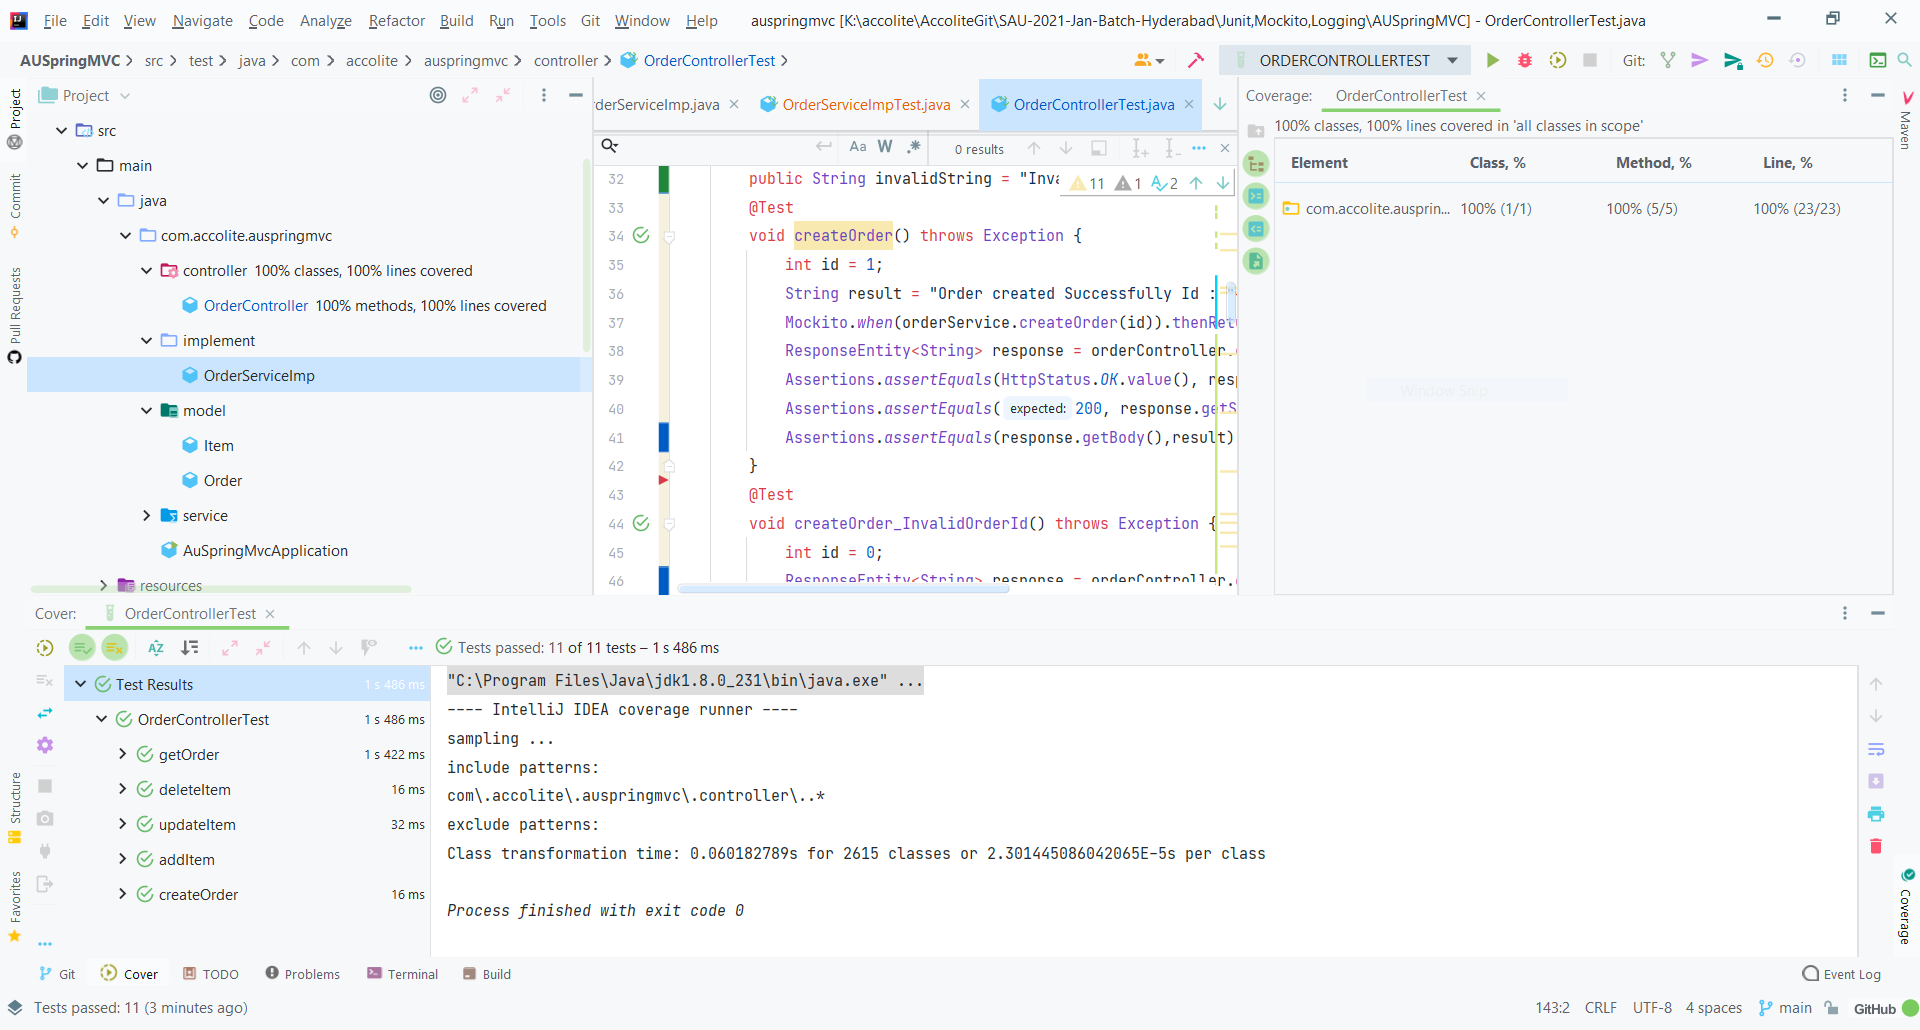 File Edit View Navigate Code Analyze Refactor Build Run Tools Git Window Help auspringmvc [K:\accolite\AccoliteGit\SAU-2021-Jan-Batch-Hyderabad\Junit,Mockito,Logging\AUSpringMVC] - OrderControllerTest.java
AUSpringMVC src test java com accolite auspringmvc controller OrderControllerTest ORDERCONTROLLERTEST Git:
Project
Commit
Pull Requests
Structure
Favorites
Project
src
main
java
com.accolite.auspringmvc
controller 100% classes, 100% lines covered
OrderController 100% methods, 100% lines covered
implement
OrderServiceImp
model
Item
Order
service
AuSpringMvcApplication
resources
rderServiceImp.java OrderServiceImpTest.java OrderControllerTest.java
Aa W .* 0 results
11 1 2
32 public String invalidString = "Inva
33 @Test
34 void createOrder() throws Exception {
35 int id = 1;
36 String result = "Order created Successfully Id :
37 Mockito.when(orderService.createOrder(id)).thenRet
38 ResponseEntity<String> response = orderController.
39 Assertions.assertEquals(HttpStatus.OK.value(), resp
40 Assertions.assertEquals( expected: 200, response.getS
41 Assertions.assertEquals(response.getBody(),result)
42 }
43 @Test
44 void createOrder_InvalidOrderId() throws Exception {
45 int id = 0;
46 ResponseEntity<String> response = orderController.
Coverage: OrderControllerTest
100% classes, 100% lines covered in 'all classes in scope'
Element Class, % Method, % Line, %
com.accolite.ausprin... 100% (1/1) 100% (5/5) 100% (23/23)
Window Snip
Maven
Coverage
Cover: OrderControllerTest
Tests passed: 11 of 11 tests – 1 s 486 ms
Test Results 1 s 486 ms
OrderControllerTest 1 s 486 ms
getOrder 1 s 422 ms
deleteItem 16 ms
updateItem 32 ms
addItem
createOrder 16 ms
"C:\Program Files\Java\jdk1.8.0_231\bin\java.exe" ...
---- IntelliJ IDEA coverage runner ----
sampling ...
include patterns:
com\.accolite\.auspringmvc\.controller\..*
exclude patterns:
Class transformation time: 0.060182789s for 2615 classes or 2.301445086042065E-5s per class
Process finished with exit code 0
Git Cover TODO Problems Terminal Build Event Log
Tests passed: 11 (3 minutes ago) 143:2 CRLF UTF-8 4 spaces main GitHub